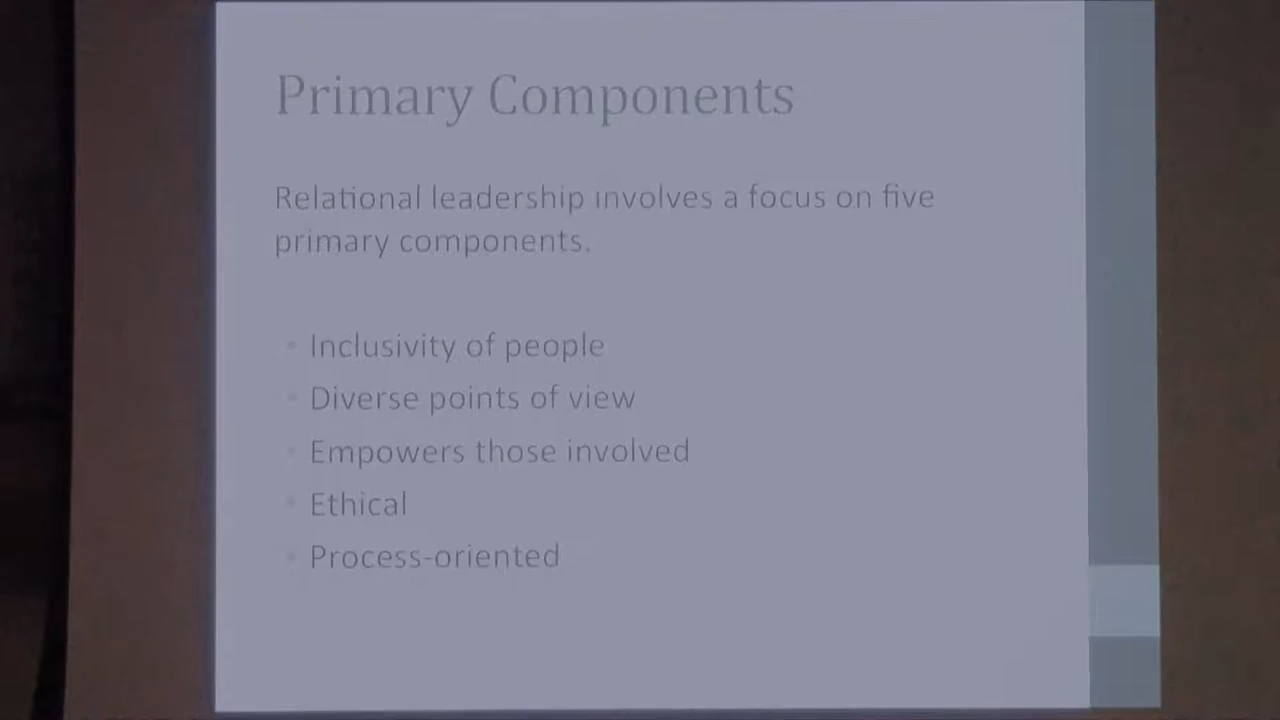 Primary Components
Relational leadership involves a focus on five
primary components.
• Inclusivity of people
• Diverse points of view
• Empowers those involved
• Ethical
• Process-oriented